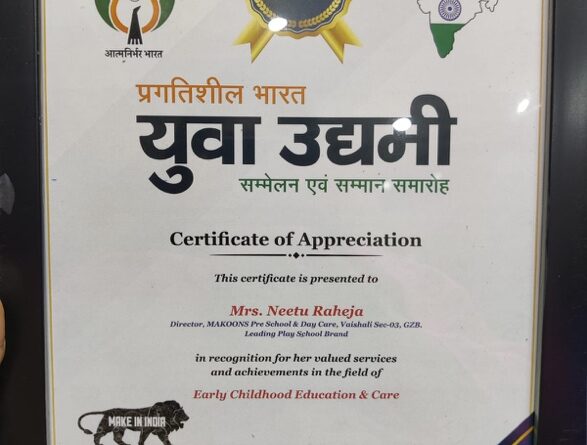 आत्मनिर्भर भारत
प्रगतिशील भारत
युवा उद्यमी
सम्मेलन एवं सम्मान समारोह
Certificate of Appreciation
This certificate is presented to
Mrs. Neetu Raheja
Director, MAKOONS Pre School & Day Care, Vaishali Sec-03, GZB.
Leading Play School Brand
in recognition for her valued services
and achievements in the field of
Early Childhood Education & Care
MAKE IN INDIA